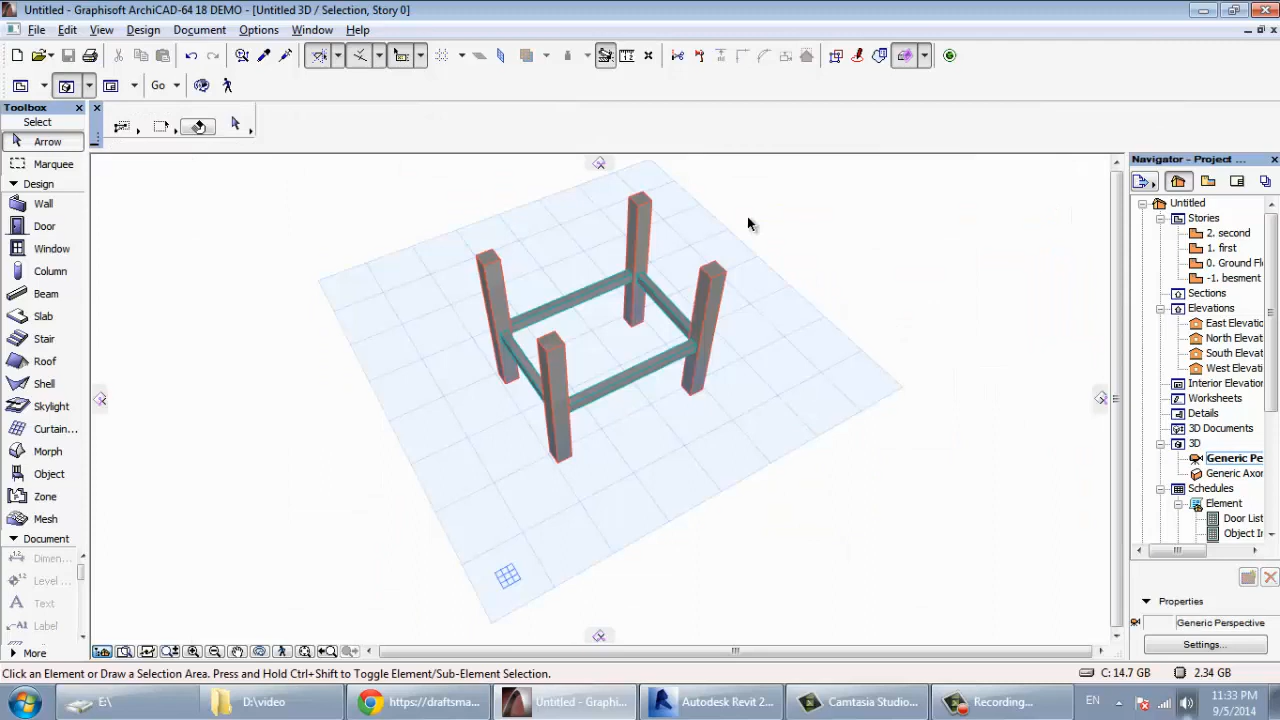 Untitled - Graphisoft ArchiCAD-64 18 DEMO - [Untitled 3D / Selection, Story 0]
File Edit View Design Document Options Window Help
Go
Toolbox
Select
Arrow
Marquee
Design
Wall
Door
Window
Column
Beam
Slab
Stair
Roof
Shell
Skylight
Curtain...
Morph
Object
Zone
Mesh
Document
Dimen...
Level ...
Text
Label
More
Navigator - Project ...
Untitled
Stories
2. second
1. first
0. Ground Fl
-1. besment
Sections
Elevations
East Elevat
North Elevat
South Elevat
West Elevat
Interior Elevatior
Worksheets
Details
3D Documents
3D
Generic Pe
Generic Axor
Schedules
Element
Door List
Object In
Properties
Generic Perspective
Settings...
Click an Element or Draw a Selection Area. Press and Hold Ctrl+Shift to Toggle Element/Sub-Element Selection.
C: 14.7 GB
2.34 GB
E:\
D:\video
https://draftsma...
Untitled - Graphi...
Autodesk Revit 2...
Camtasia Studio...
Recording...
EN
11:33 PM
9/5/2014